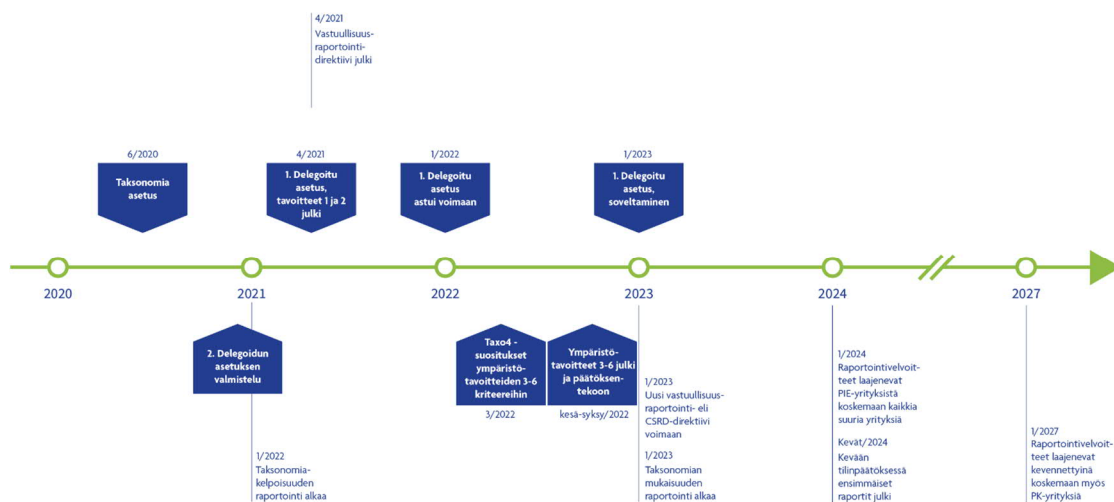 4/2021
Vastuullisuus-
raportointi-
direktiivi julki
6/2020
Taksonomia
asetus
4/2021
1. Delegoitu
asetus,
tavoitteet 1 ja 2
julki
1/2022
1. Delegoitu
asetus
astui voimaan
1/2023
1. Delegoitu
asetus,
soveltaminen
2020
2021
2022
2023
2024
2027
2. Delegoidun
asetuksen
valmistelu
1/2022
Taksonomia-
kelpoisuuden
raportointi alkaa
Taxo4 -
suositukset
ympäristö-
tavoitteiden 3-6
kriteereihin
3/2022
Ympäristö-
tavoitteet 3-6 julki
ja päätöksen-
tekoon
kesä-syksy/2022
1/2023
Uusi vastuullisuus-
raportointi- eli
CSRD-direktiivi
voimaan
1/2023
Taksonomian
mukaisuuden
raportointi alkaa
1/2024
Raportointivelvoit-
teet laajenevat
PIE-yrityksistä
koskemaan kaikkia
suuria yrityksiä
Kevät/2024
Kevään
tilinpäätöksessä
ensimmäiset
raportit julki
1/2027
Raportointivelvoit-
teet laajenevat
kevennettyinä
koskemaan myös
PK-yrityksiä